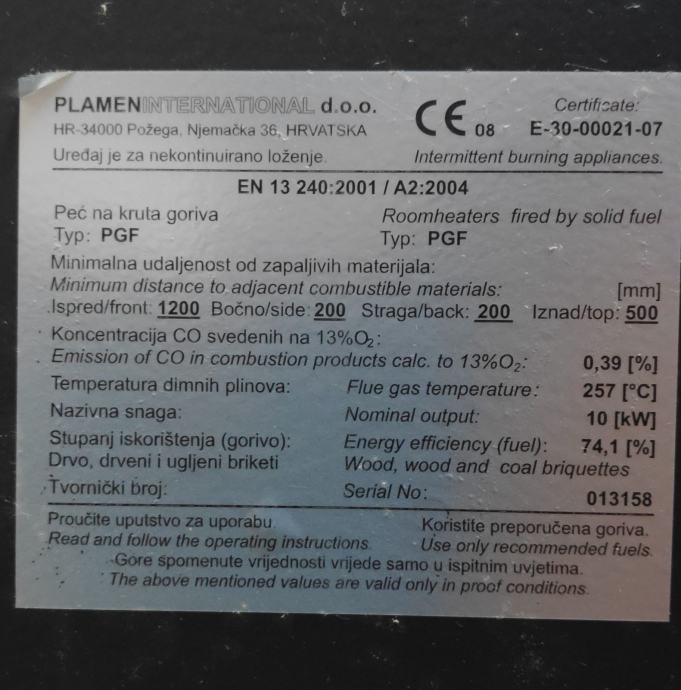 PLAMENINTERNATIONAL d.o.o.
HR-34000 Požega, Njemačka 36, HRVATSKA
CE 08
Certificate:
E-30-00021-07
Uređaj je za nekontinuirano loženje. Intermittent burning appliances.
EN 13 240:2001 / A2:2004
Peć na kruta goriva Roomheaters fired by solid fuel
Typ: PGF Typ: PGF
Minimalna udaljenost od zapaljivih materijala:
Minimum distance to adjacent combustible materials: [mm]
Ispred/front: 1200 Bočno/side: 200 Straga/back: 200 Iznad/top: 500
Koncentracija CO svedenih na 13%O₂:
Emission of CO in combustion products calc. to 13%O₂: 0,39 [%]
Temperatura dimnih plinova: Flue gas temperature: 257 [°C]
Nazivna snaga: Nominal output: 10 [kW]
Stupanj iskorištenja (gorivo): Energy efficiency (fuel): 74,1 [%]
Drvo, drveni i ugljeni briketi Wood, wood and coal briquettes
Tvornički broj: Serial No: 013158
Proučite uputstvo za uporabu. Koristite preporučena goriva.
Read and follow the operating instructions. Use only recommended fuels.
Gore spomenute vrijednosti vrijede samo u ispitnim uvjetima.
The above mentioned values are valid only in proof conditions.